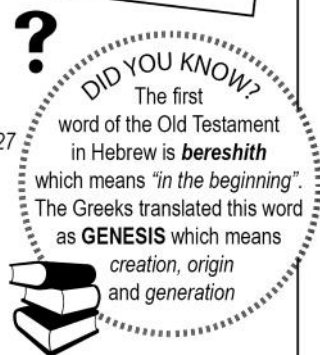 ?
DID YOU KNOW?
The first
word of the Old Testament
27
in Hebrew is bereshith
which means “in the beginning”.
The Greeks translated this word
as GENESIS which means
creation, origin
and generation